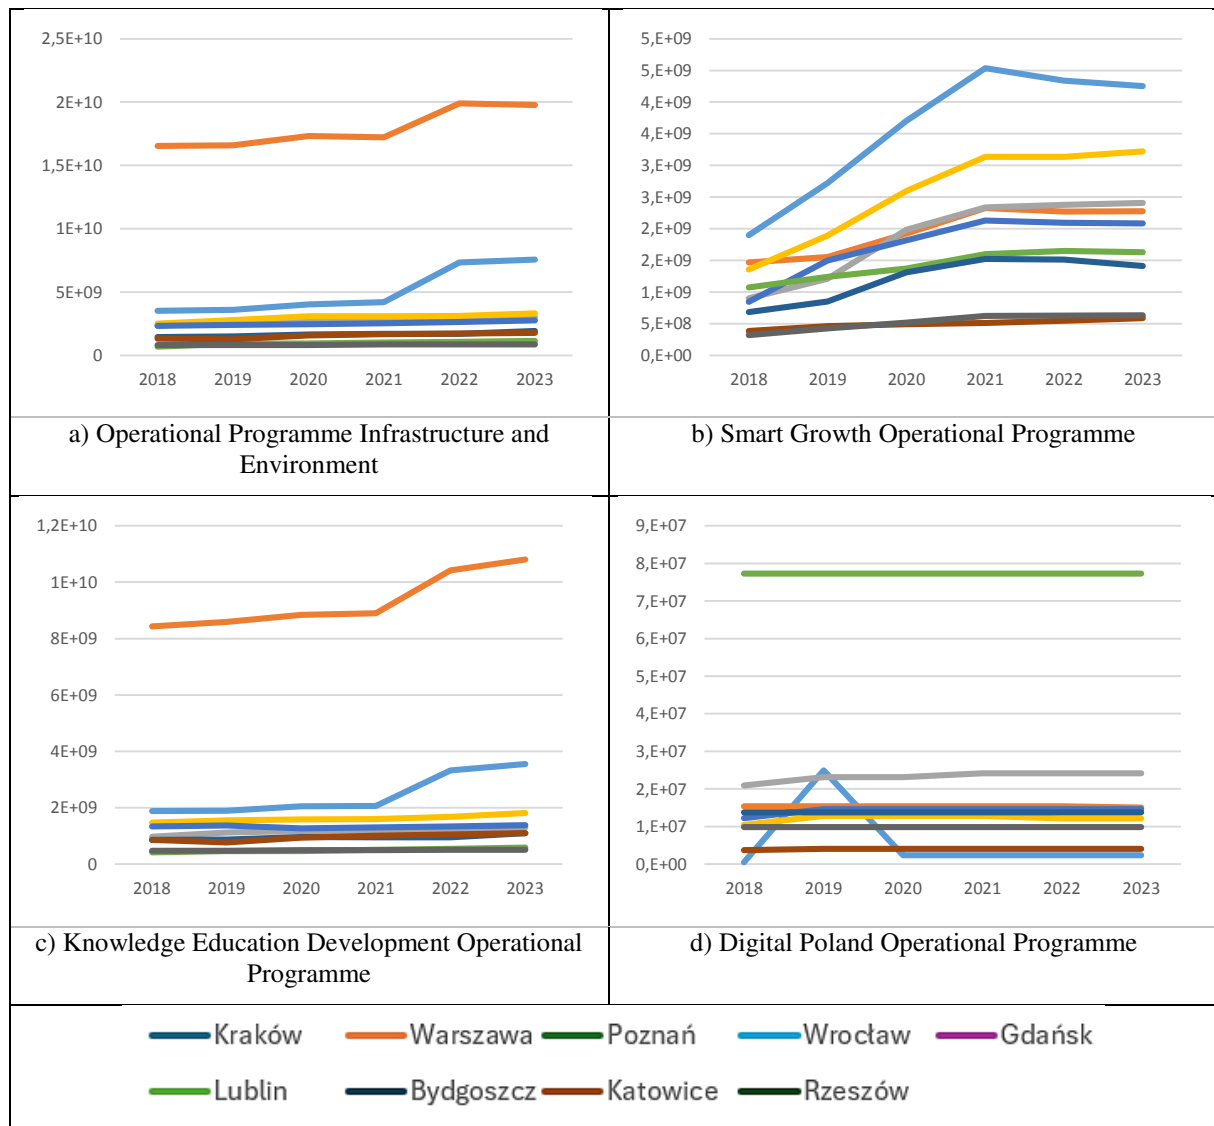 2,5E+10
2E+10
1,5E+10
1E+10
5E+09
0
2018 2019 2020 2021 2022 2023
a) Operational Programme Infrastructure and
Environment
5,E+09
5,E+09
4,E+09
4,E+09
3,E+09
3,E+09
2,E+09
2,E+09
1,E+09
5,E+08
0,E+00
2018 2019 2020 2021 2022 2023
b) Smart Growth Operational Programme
1,2E+10
1E+10
8E+09
6E+09
4E+09
2E+09
0
2018 2019 2020 2021 2022 2023
c) Knowledge Education Development Operational
Programme
9,E+07
8,E+07
7,E+07
6,E+07
5,E+07
4,E+07
3,E+07
2,E+07
1,E+07
0,E+00
2018 2019 2020 2021 2022 2023
d) Digital Poland Operational Programme
Kraków Warszawa Poznań Wrocław Gdańsk
Lublin Bydgoszcz Katowice Rzeszów